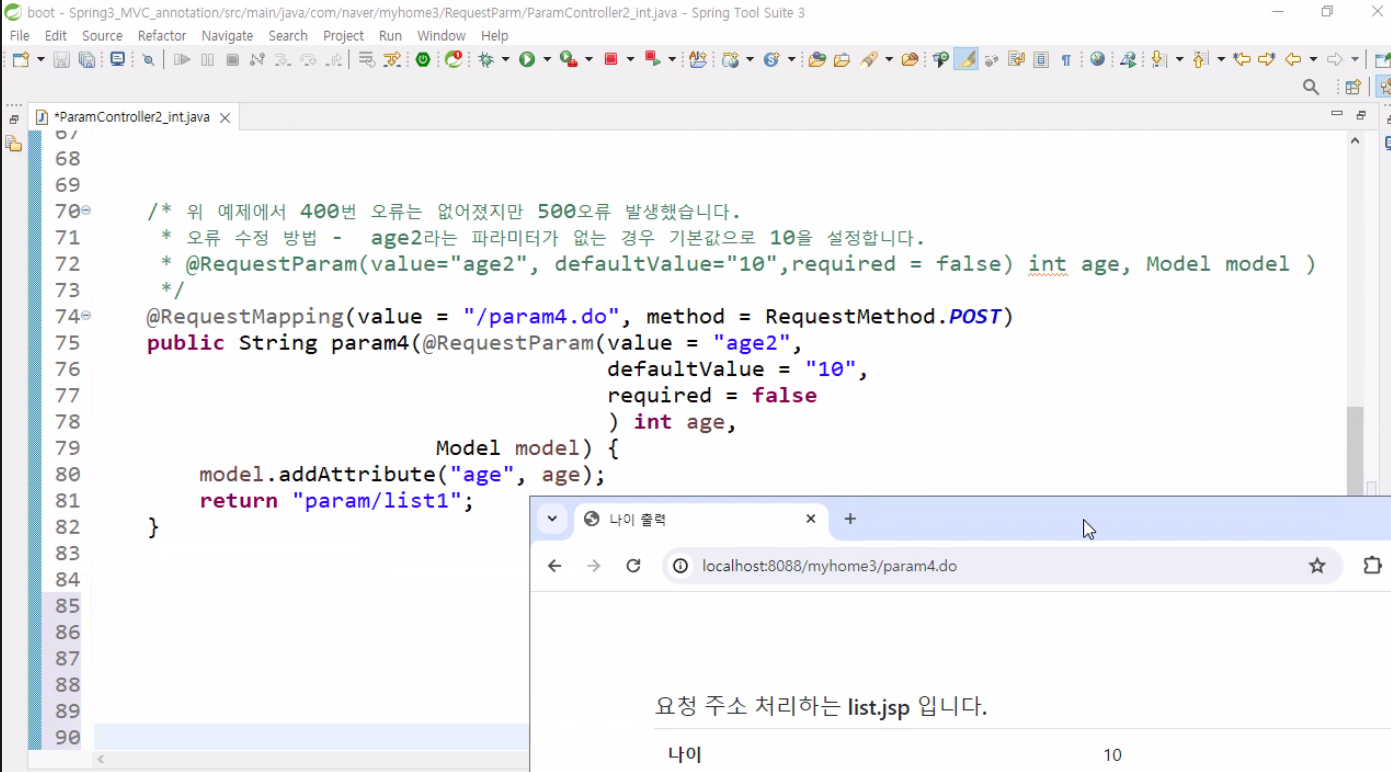 boot - Spring3_MVC_annotation/src/main/java/com/naver/myhome3/RequestParm/ParamController2_int.java - Spring Tool Suite 3
File Edit Source Refactor Navigate Search Project Run Window Help
*ParamController2_int.java
67
68
69
70 /* 위 예제에서 400번 오류는 없어졌지만 500오류 발생했습니다.
71 * 오류 수정 방법 - age2라는 파라미터가 없는 경우 기본값으로 10을 설정합니다.
72 * @RequestParam(value="age2", defaultValue="10",required = false) int age, Model model )
73 */
74 @RequestMapping(value = "/param4.do", method = RequestMethod.POST)
75 public String param4(@RequestParam(value = "age2",
76 defaultValue = "10",
77 required = false
78 ) int age,
79 Model model) {
80 model.addAttribute("age", age);
81 return "param/list1";
82 }
83
84
85
86
87
88
89
90
나이 출력
localhost:8088/myhome3/param4.do
요청 주소 처리하는 list.jsp 입니다.
나이 10